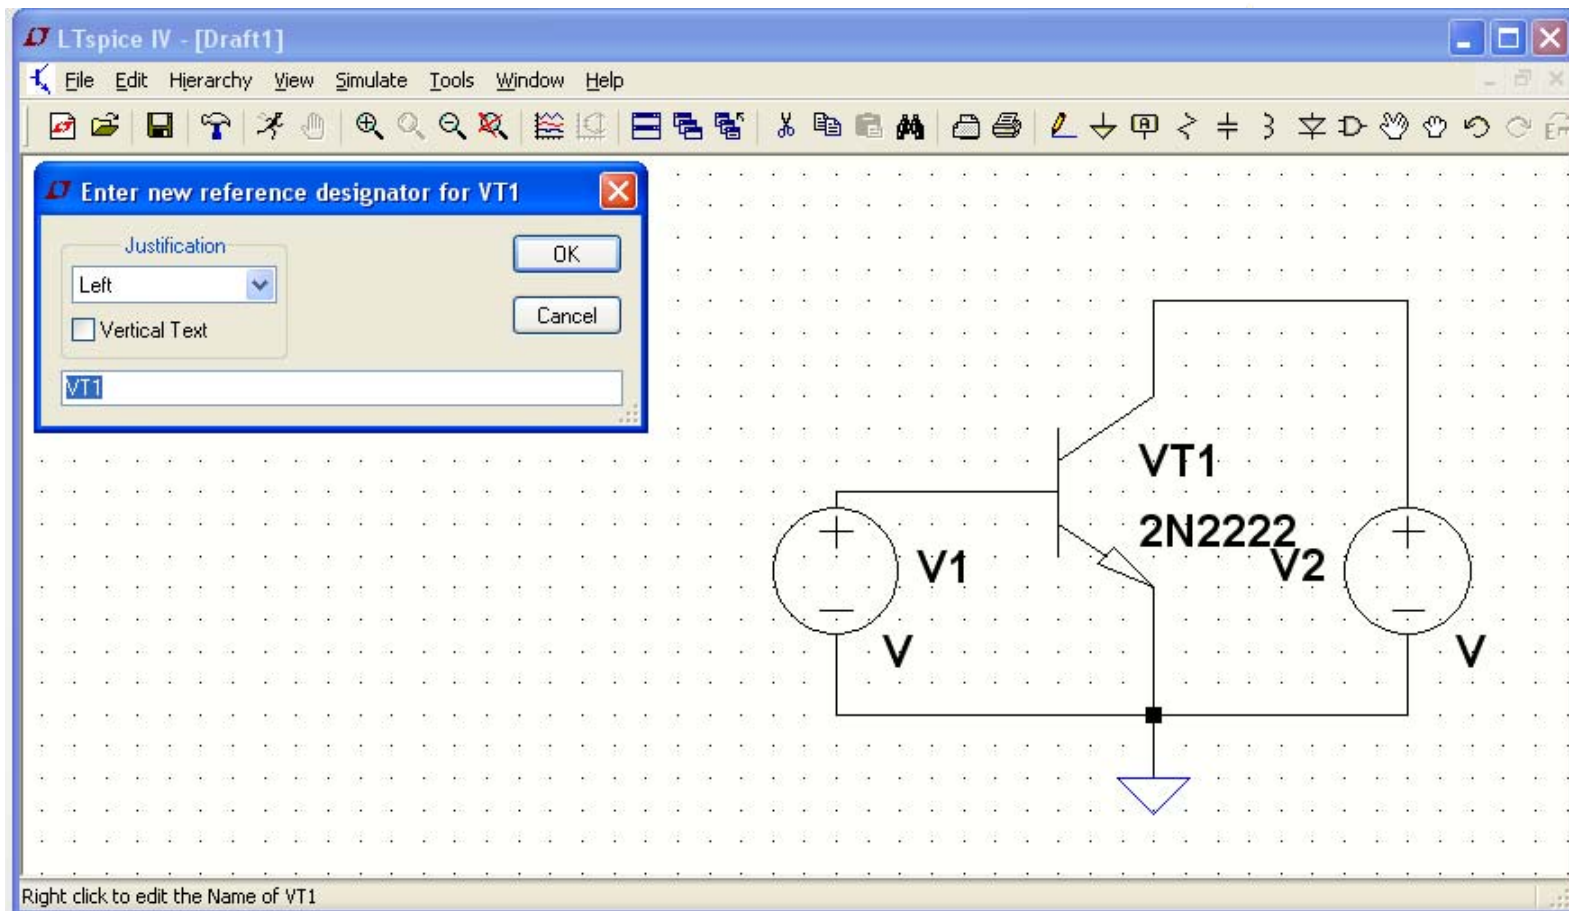 LTspice IV - [Draft1]
File Edit Hierarchy View Simulate Tools Window Help
Enter new reference designator for VT1
Justification
Left
Vertical Text
OK
Cancel
VT1
VT1
2N2222
V1
V
V2
V
Right click to edit the Name of VT1